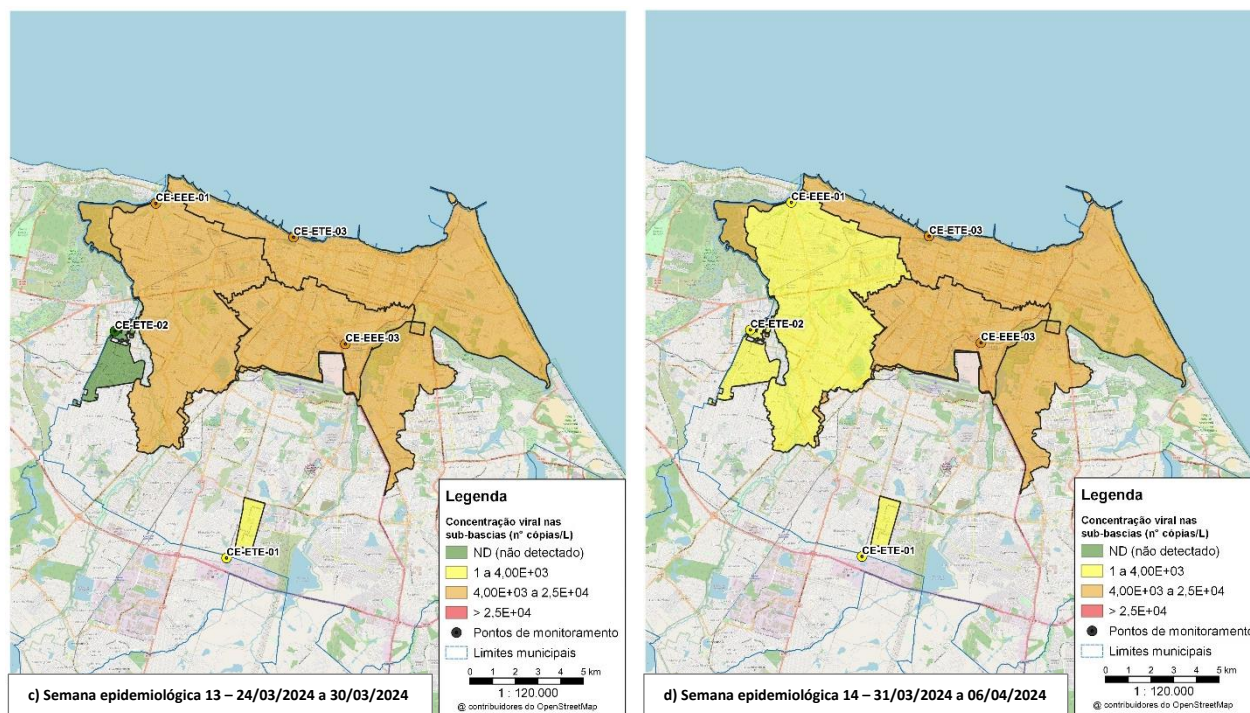 CE-EEE-01
CE-ETE-03
CE-ETE-02
CE-EEE-03
CE-ETE-01
Legenda
Concentração viral nas
sub-bascias (n° cópias/L)
ND (não detectado)
1 a 4,00E+03
4,00E+03 a 2,5E+04
> 2,5E+04
Pontos de monitoramento
Limites municipais
0 1 2 3 4 5 km
1 : 120.000
@ contribuidores do OpenStreetMap
c) Semana epidemiológica 13 – 24/03/2024 a 30/03/2024
CE-EEE-01
CE-ETE-03
CE-ETE-02
CE-EEE-03
CE-ETE-01
Legenda
Concentração viral nas
sub-bascias (n° cópias/L)
ND (não detectado)
1 a 4,00E+03
4,00E+03 a 2,5E+04
> 2,5E+04
Pontos de monitoramento
Limites municipais
0 1 2 3 4 5 km
1 : 120.000
@ contribuidores do OpenStreetMap
d) Semana epidemiológica 14 – 31/03/2024 a 06/04/2024